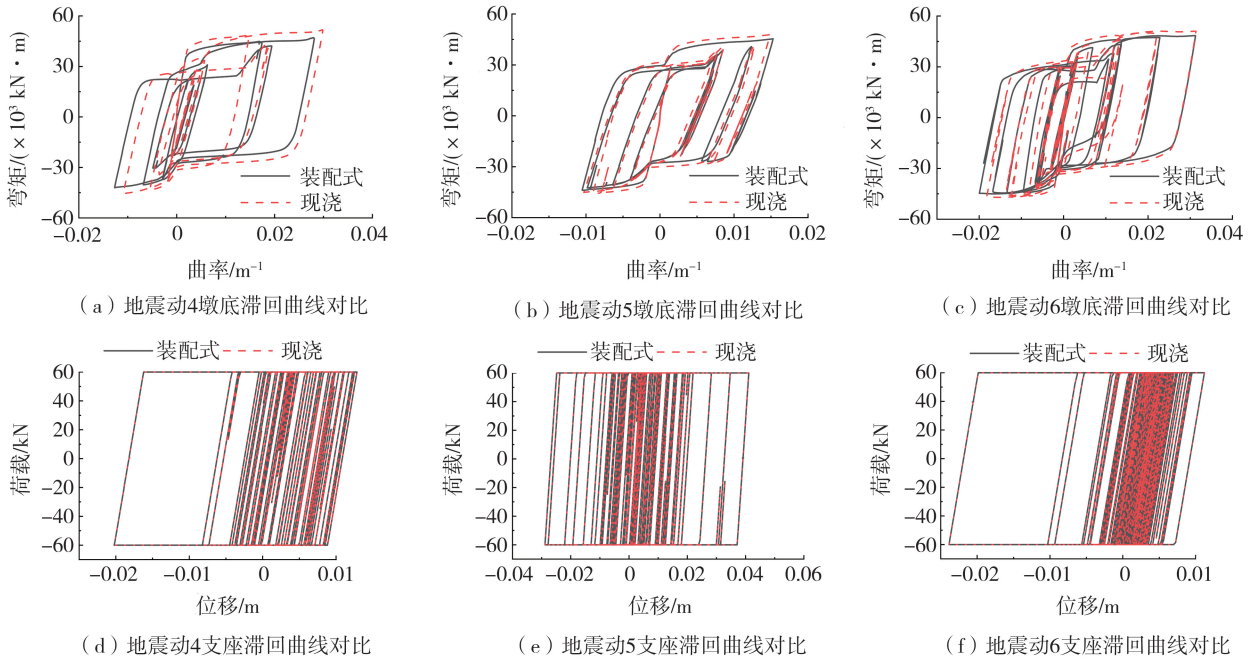 60
30
0
−30
−60
弯矩/(×10³ kN·m)
装配式
现浇
−0.02 0 0.02 0.04
曲率/m⁻¹
（a）地震动4墩底滞回曲线对比
60
30
0
−30
−60
弯矩/(×10³ kN·m)
装配式
现浇
−0.02 −0.01 0 0.01 0.02
曲率/m⁻¹
（b）地震动5墩底滞回曲线对比
60
30
0
−30
−60
弯矩/(×10³ kN·m)
装配式
现浇
−0.04 −0.02 0 0.02 0.04
曲率/m⁻¹
（c）地震动6墩底滞回曲线对比
装配式 现浇
60
40
20
0
−20
−40
−60
荷载/kN
−0.02 −0.01 0 0.01
位移/m
（d）地震动4支座滞回曲线对比
装配式 现浇
60
40
20
0
−20
−40
−60
荷载/kN
−0.04 −0.02 0 0.02 0.04 0.06
位移/m
（e）地震动5支座滞回曲线对比
装配式 现浇
60
40
20
0
−20
−40
−60
荷载/kN
−0.02 −0.01 0 0.01
位移/m
（f）地震动6支座滞回曲线对比